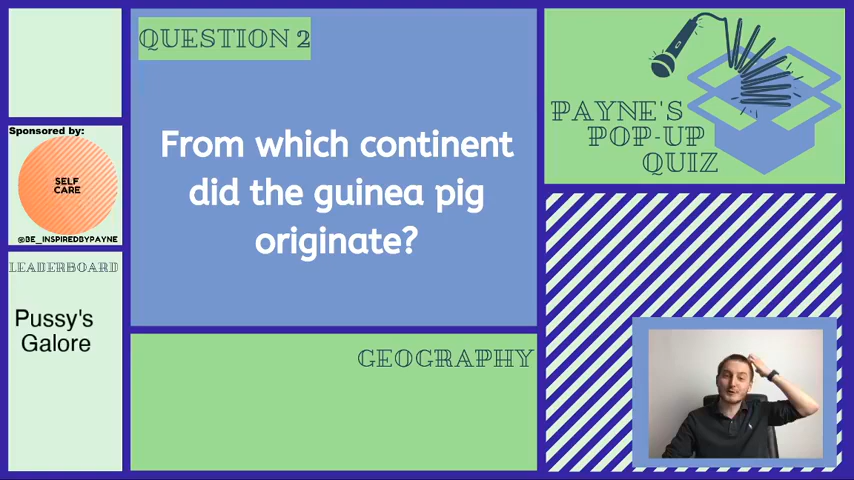 QUESTION 2
From which continent
did the guinea pig
originate?
PAYNE'S
POP-UP
QUIZ
Sponsored by:
SELF
CARE
@BE_INSPIREDBYPAYNE
LEADERBOARD
Pussy's
Galore
GEOGRAPHY